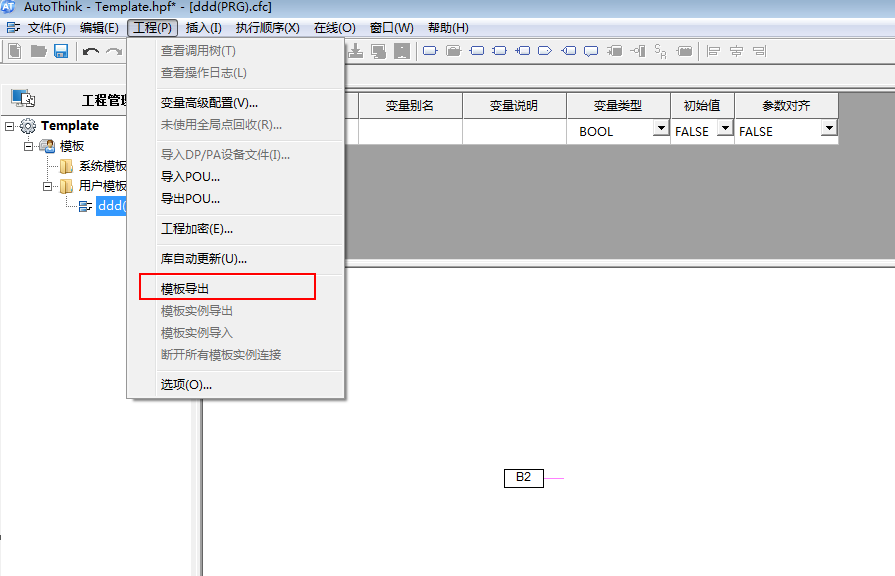 AutoThink - Template.hpf* - [ddd(PRG).cfc]
文件(F) 编辑(E) 工程(P) 插入(I) 执行顺序(X) 在线(O) 窗口(W) 帮助(H)
查看调用树(T)
查看操作日志(L)
变量高级配置(V)...
未使用全局点回收(R)...
导入DP/PA设备文件(I)...
导入POU...
导出POU...
工程加密(E)...
库自动更新(U)...
模板导出
模板实例导出
模板实例导入
断开所有模板实例连接
选项(O)...
工程管
Template
模板
系统模板
用户模板
ddd(
变量别名 变量说明 变量类型 初始值 参数对齐
BOOL FALSE FALSE
B2